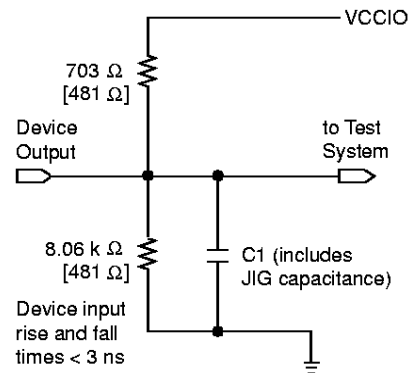 VCCIO
703 Ω
[481 Ω]
Device
Output
to Test
System
8.06 k Ω
[481 Ω]
C1 (includes
JIG capacitance)
Device input
rise and fall
times < 3 ns